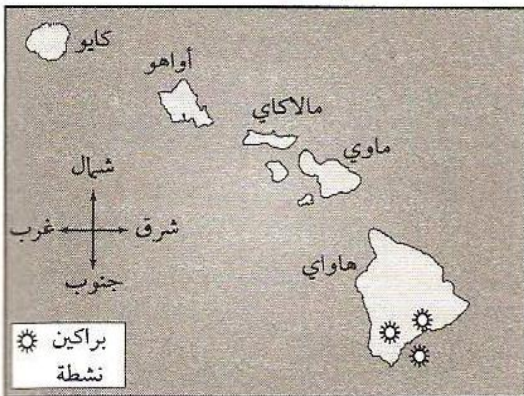 كايو
أواهو
مالاكاي
ماوي
شمال
غرب
شرق
جنوب
هاواي
براكين
نشطة